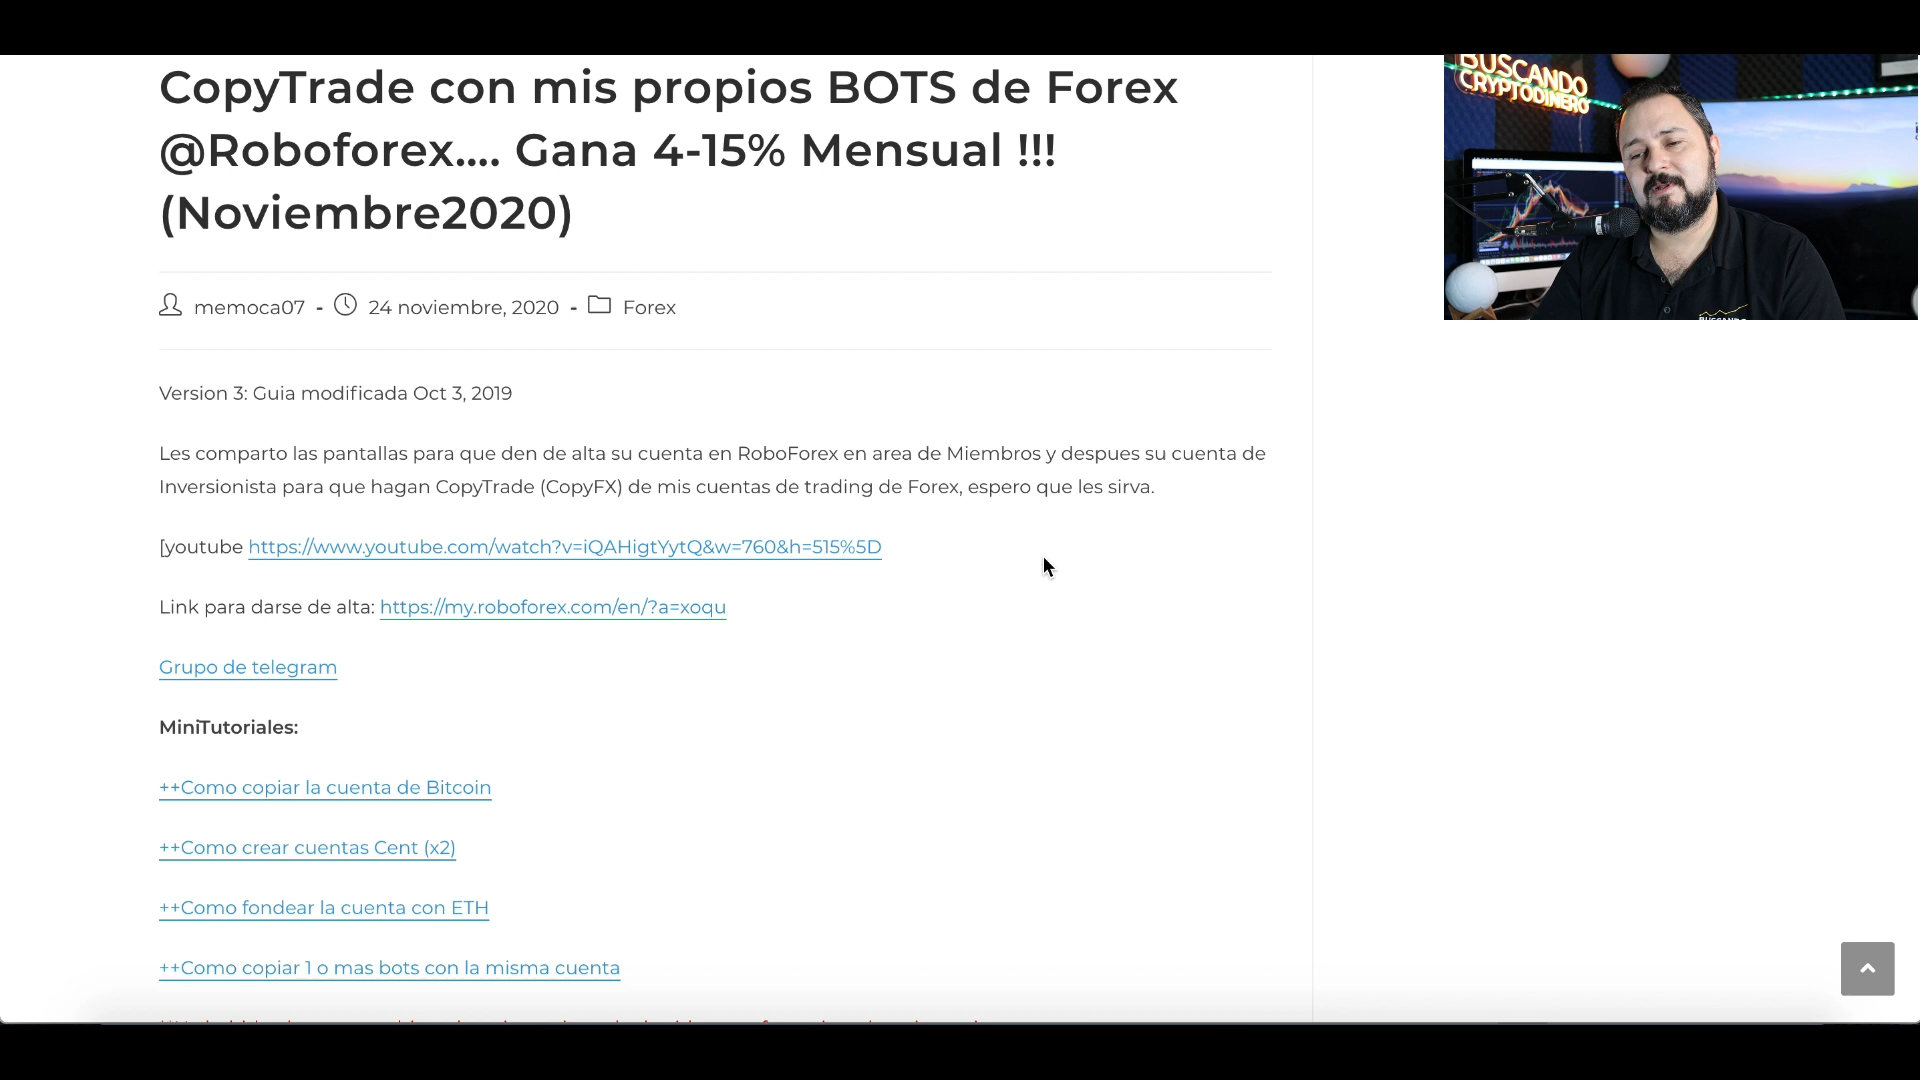 CopyTrade con mis propios BOTS de Forex
@Roboforex.... Gana 4-15% Mensual !!!
(Noviembre2020)
memoca07 - 24 noviembre, 2020 - Forex
Version 3: Guia modificada Oct 3, 2019
Les comparto las pantallas para que den de alta su cuenta en RoboForex en area de Miembros y despues su cuenta de
Inversionista para que hagan CopyTrade (CopyFX) de mis cuentas de trading de Forex, espero que les sirva.
[youtube https://www.youtube.com/watch?v=iQAHigtYytQ&w=760&h=515%5D
Link para darse de alta: https://my.roboforex.com/en/?a=xoqu
Grupo de telegram
MiniTutoriales:
++Como copiar la cuenta de Bitcoin
++Como crear cuentas Cent (x2)
++Como fondear la cuenta con ETH
++Como copiar 1 o mas bots con la misma cuenta
BUSCANDO
CRYPTODINERO